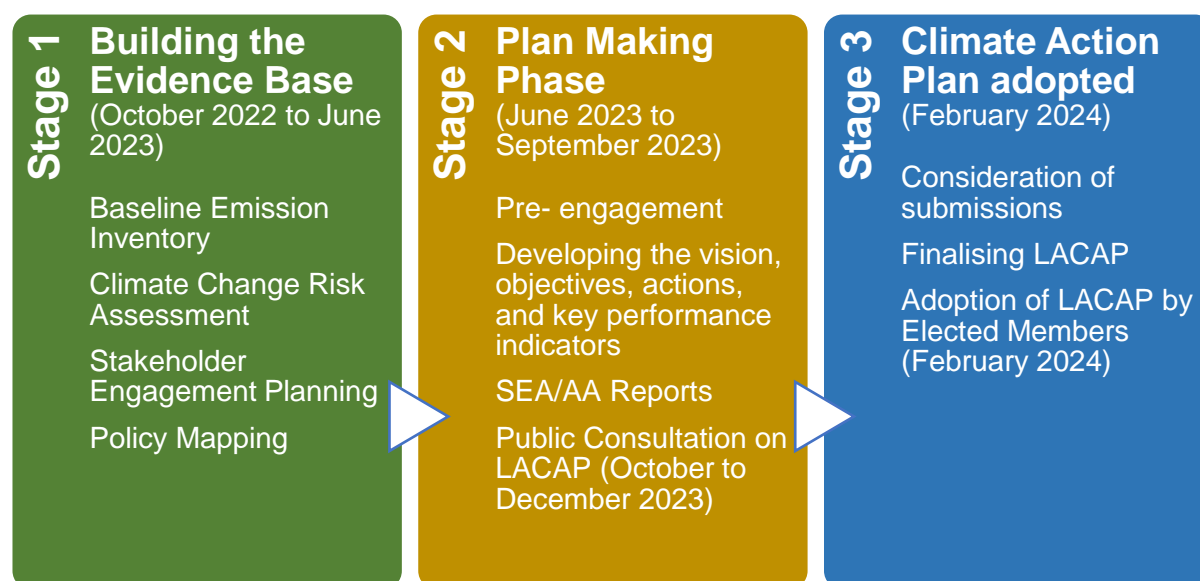 Stage 1
Building the
Evidence Base
(October 2022 to June
2023)
Baseline Emission
Inventory
Climate Change Risk
Assessment
Stakeholder
Engagement Planning
Policy Mapping
Stage 2
Plan Making
Phase
(June 2023 to
September 2023)
Pre- engagement
Developing the vision,
objectives, actions,
and key performance
indicators
SEA/AA Reports
Public Consultation on
LACAP (October to
December 2023)
Stage 3
Climate Action
Plan adopted
(February 2024)
Consideration of
submissions
Finalising LACAP
Adoption of LACAP by
Elected Members
(February 2024)